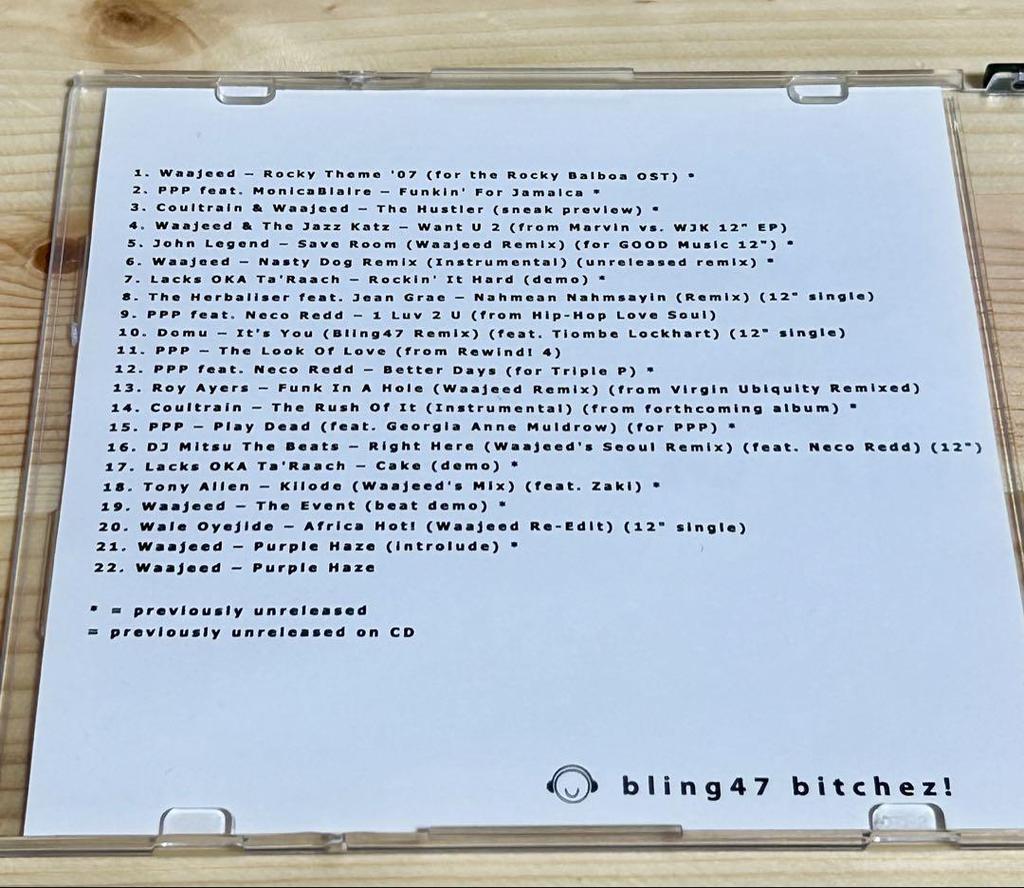 1. Waajeed – Rocky Theme '07 (for the Rocky Balboa OST) *
2. PPP feat. MonicaBlaire – Funkin' For Jamaica *
3. Coultrain & Waajeed – The Hustler (sneak preview) *
4. Waajeed & The Jazz Katz – Want U 2 (from Marvin vs. WJK 12" EP)
5. John Legend – Save Room (Waajeed Remix) (for GOOD Music 12") *
6. Waajeed – Nasty Dog Remix (Instrumental) (unreleased remix) *
7. Lacks OKA Ta'Raach – Rockin' It Hard (demo) *
8. The Herbaliser feat. Jean Grae – Nahmean Nahmsayin (Remix) (12" single)
9. PPP feat. Neco Redd – 1 Luv 2 U (from Hip-Hop Love Soul)
10. Domu – It's You (Bling47 Remix) (feat. Tiombe Lockhart) (12" single)
11. PPP – The Look Of Love (from Rewind! 4)
12. PPP feat. Neco Redd – Better Days (for Triple P) *
13. Roy Ayers – Funk In A Hole (Waajeed Remix) (from Virgin Ubiquity Remixed)
14. Coultrain – The Rush Of It (Instrumental) (from forthcoming album) *
15. PPP – Play Dead (feat. Georgia Anne Muldrow) (for PPP) *
16. DJ Mitsu The Beats – Right Here (Waajeed's Seoul Remix) (feat. Neco Redd) (12")
17. Lacks OKA Ta'Raach – Cake (demo) *
18. Tony Allen – Kilode (Waajeed's Mix) (feat. Zaki) *
19. Waajeed – The Event (beat demo) *
20. Wale Oyejide – Africa Hot! (Waajeed Re-Edit) (12" single)
21. Waajeed – Purple Haze (introlude) *
22. Waajeed – Purple Haze
* = previously unreleased
= previously unreleased on CD
bling47 bitchez!